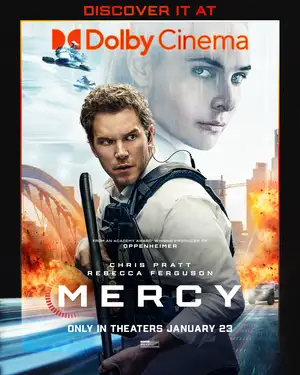 DISCOVER IT AT
Dolby Cinema
FROM AN ACADEMY AWARD® WINNING PRODUCER OF
OPPENHEIMER
CHRIS PRATT
REBECCA FERGUSON
MERCY
ONLY IN THEATERS JANUARY 23